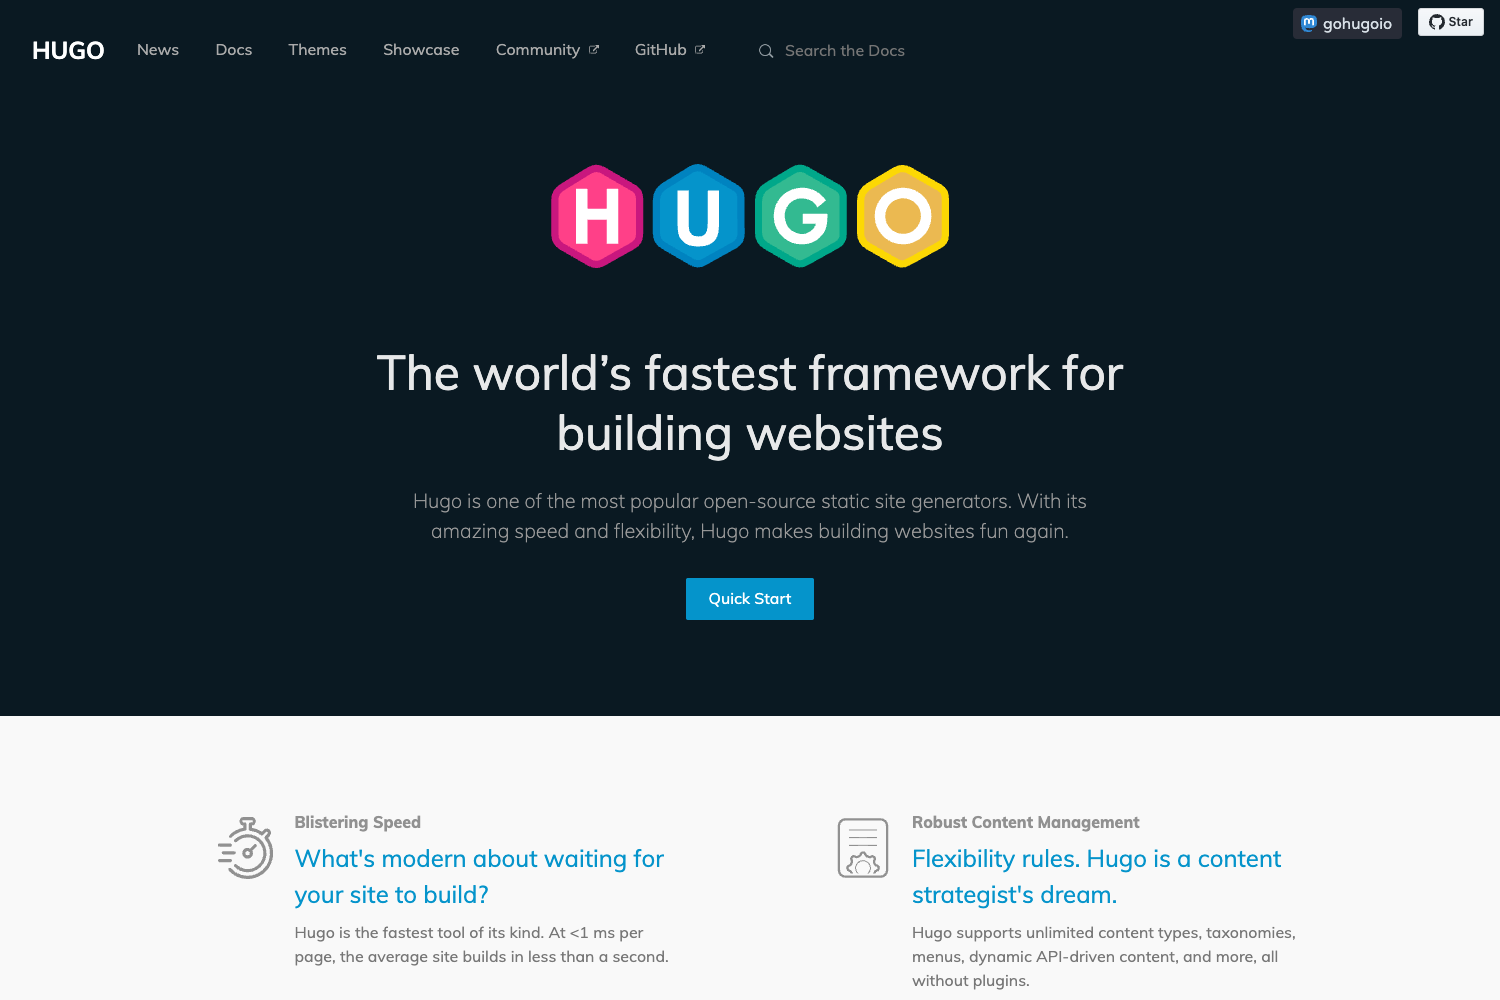 HUGO
News
Docs
Themes
Showcase
Community
GitHub
Search the Docs
gohugoio
Star
HUGO
The world’s fastest framework for
building websites
Hugo is one of the most popular open-source static site generators. With its
amazing speed and flexibility, Hugo makes building websites fun again.
Quick Start
Blistering Speed
What's modern about waiting for
your site to build?
Hugo is the fastest tool of its kind. At <1 ms per
page, the average site builds in less than a second.
Robust Content Management
Flexibility rules. Hugo is a content
strategist's dream.
Hugo supports unlimited content types, taxonomies,
menus, dynamic API-driven content, and more, all
without plugins.